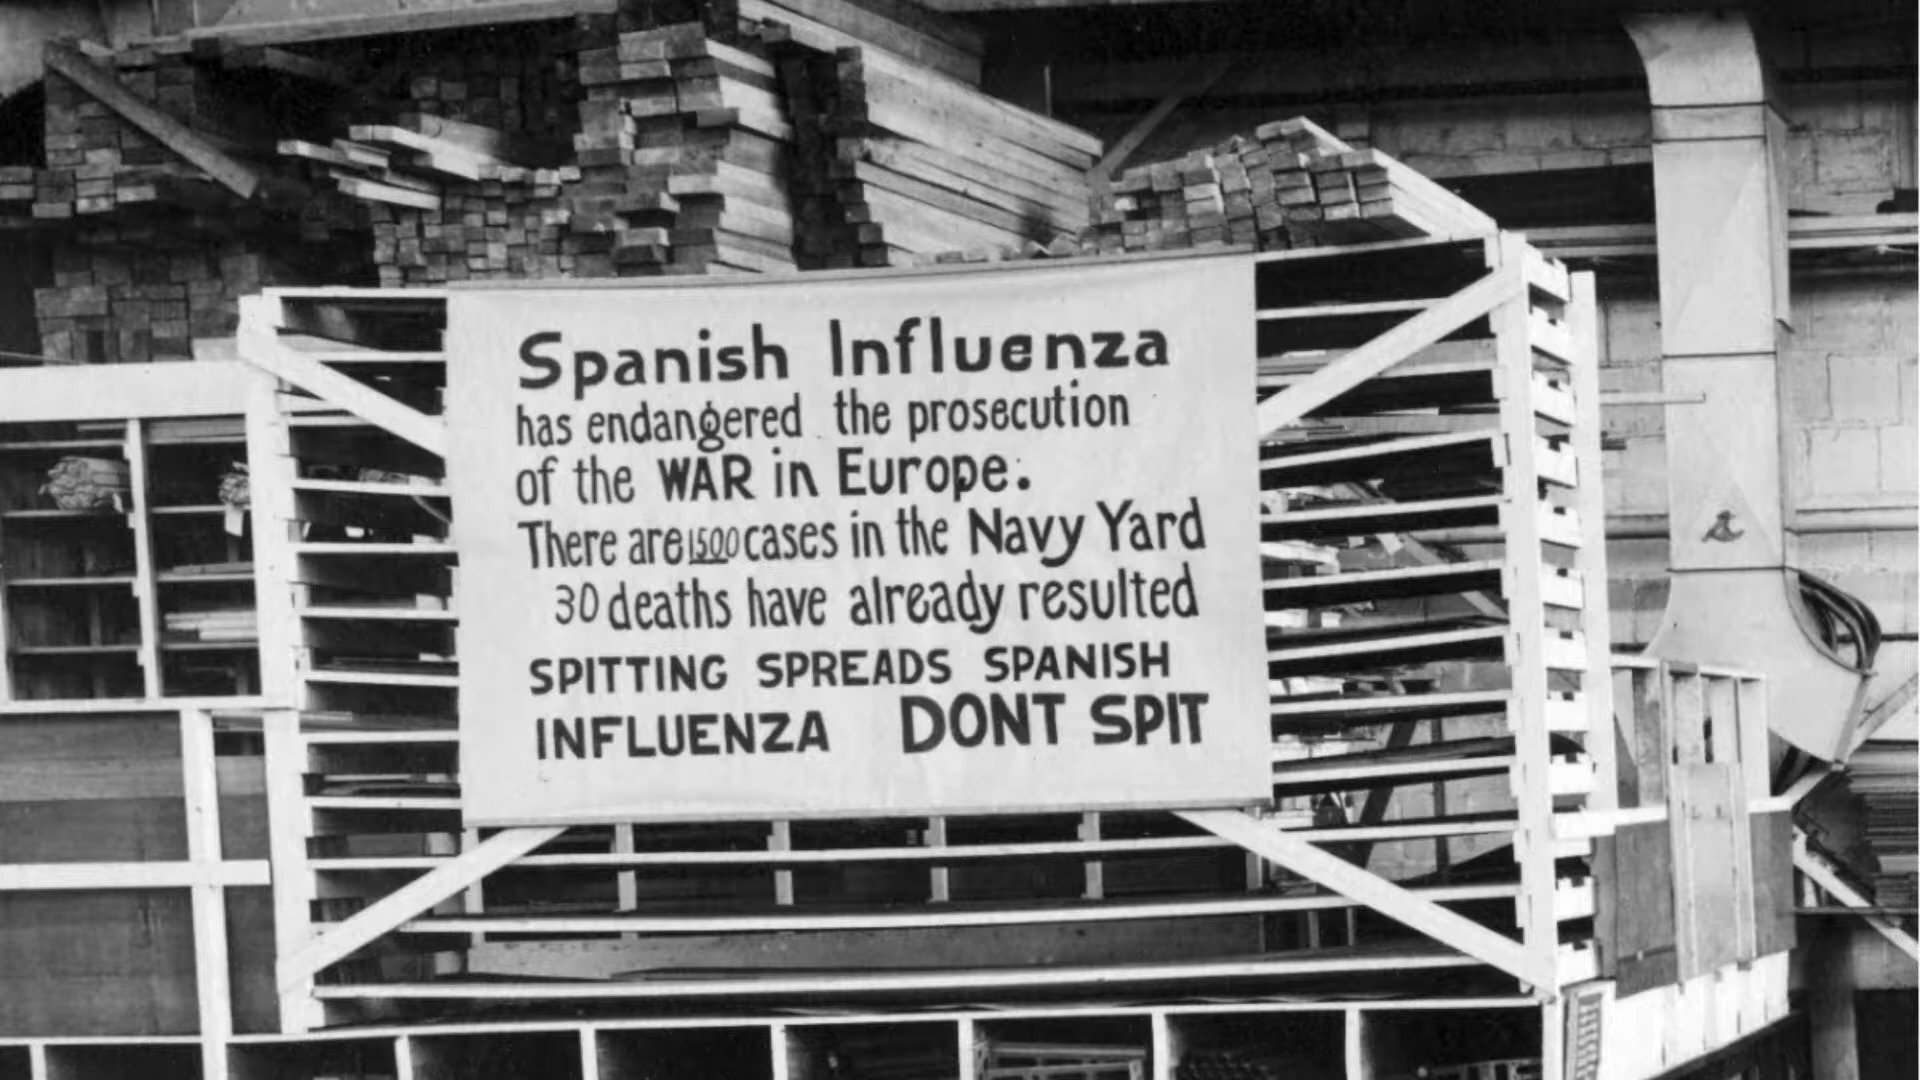 Spanish Influenza
has endangered the prosecution
of the WAR in Europe.
There are 1500 cases in the Navy Yard
30 deaths have already resulted
SPITTING SPREADS SPANISH
INFLUENZA DONT SPIT